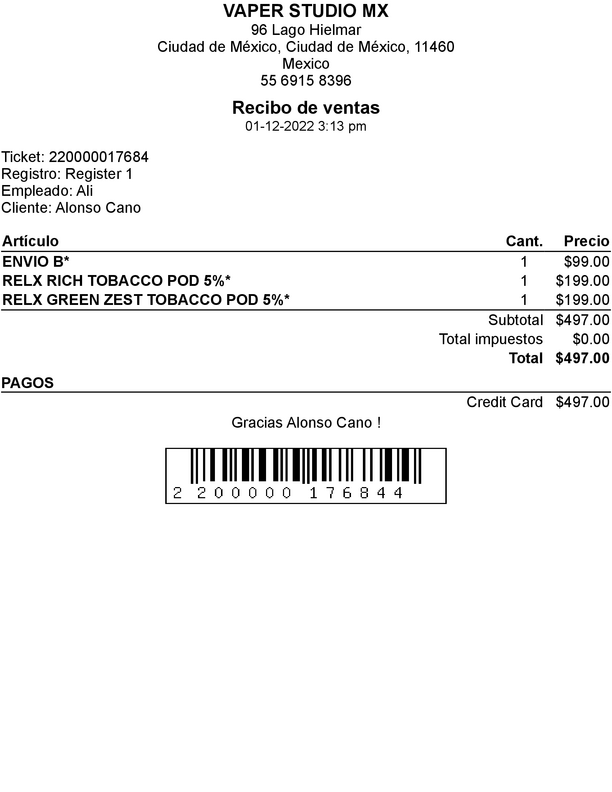 VAPER STUDIO MX
96 Lago Hielmar
Ciudad de México, Ciudad de México, 11460
Mexico
55 6915 8396
Recibo de ventas
01-12-2022 3:13 pm
Ticket: 220000017684
Registro: Register 1
Empleado: Ali
Cliente: Alonso Cano
Artículo Cant. Precio
ENVIO B* 1 $99.00
RELX RICH TOBACCO POD 5%* 1 $199.00
RELX GREEN ZEST TOBACCO POD 5%* 1 $199.00
Subtotal $497.00
Total impuestos $0.00
Total $497.00
PAGOS
Credit Card $497.00
Gracias Alonso Cano !
2 200000 176844